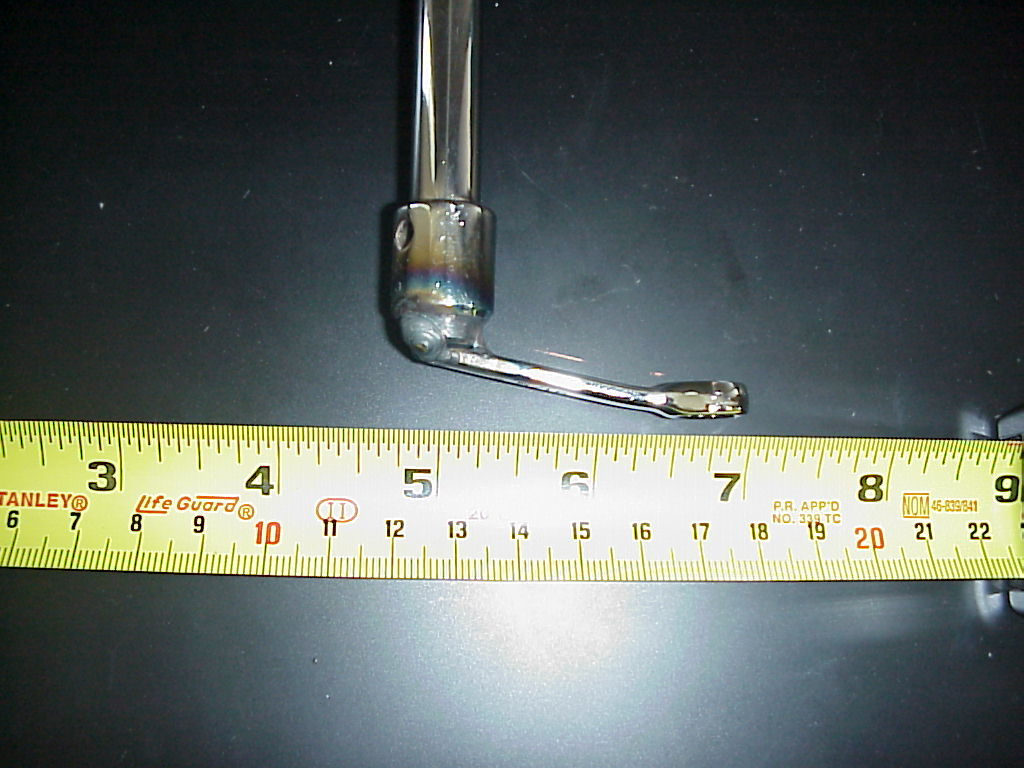 3 4 5 6 7 8 9
TANLEY® Life Guard® II P.R. APP'D NOM 46-839/841
NO. 339 TC
6 7 8 9 10 11 12 13 14 15 16 17 18 19 20 21 22